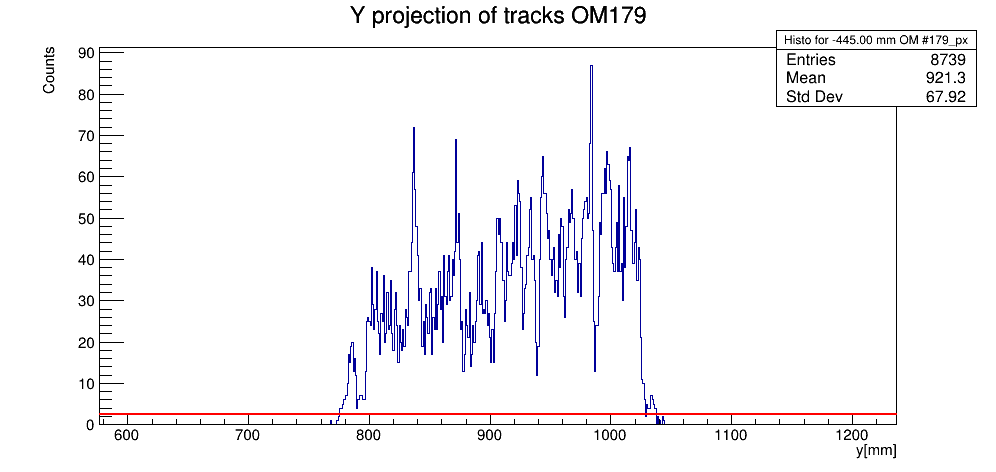 Y projection of tracks OM179
Histo for -445.00 mm OM #179_px
Entries 8739
Mean 921.3
Std Dev 67.92
Counts
90
80
70
60
50
40
30
20
10
0
600 700 800 900 1000 1100 1200
y[mm]